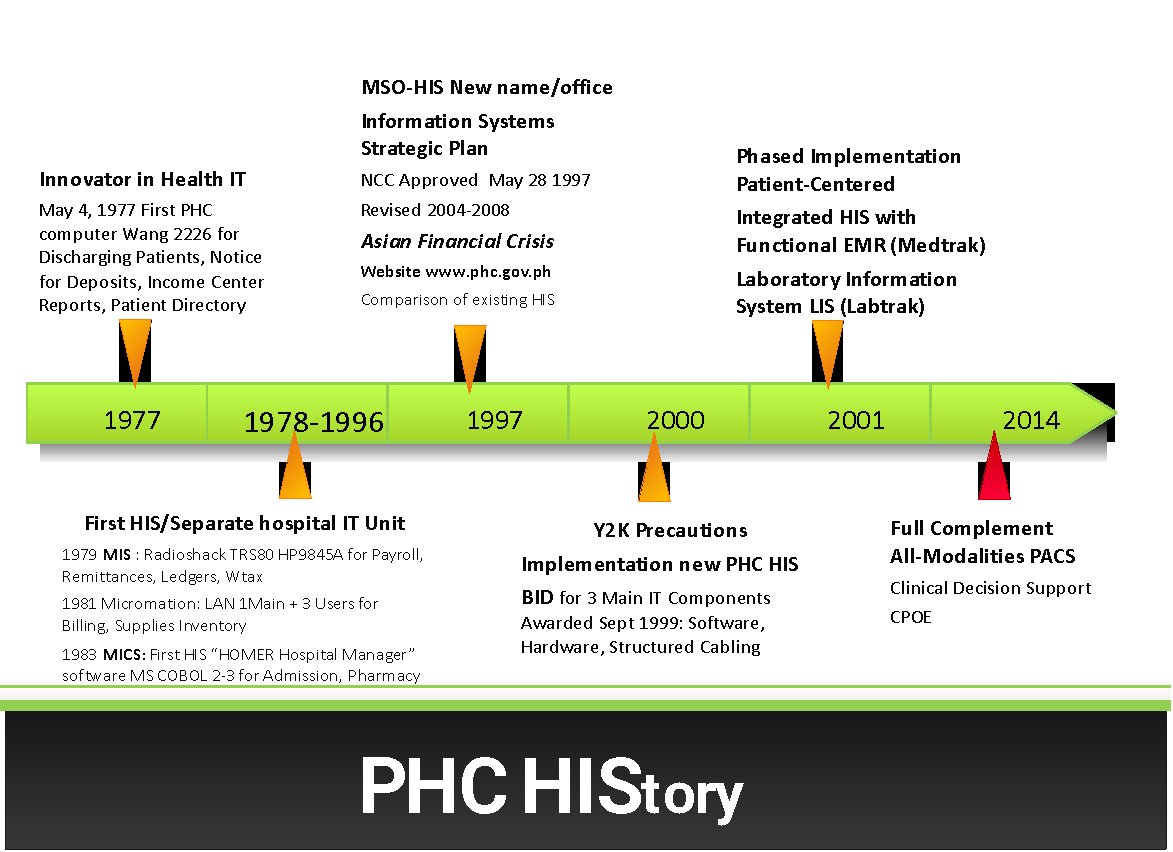 MSO-HIS New name/office
Information Systems
Strategic Plan
NCC Approved May 28 1997
Revised 2004-2008
Asian Financial Crisis
Website www.phc.gov.ph
Comparison of existing HIS
Innovator in Health IT
May 4, 1977 First PHC
computer Wang 2226 for
Discharging Patients, Notice
for Deposits, Income Center
Reports, Patient Directory
Phased Implementation
Patient-Centered
Integrated HIS with
Functional EMR (Medtrak)
Laboratory Information
System LIS (Labtrak)
1977
1978-1996
1997
2000
2001
2014
First HIS/Separate hospital IT Unit
1979 MIS : Radioshack TRS80 HP9845A for Payroll,
Remittances, Ledgers, Wtax
1981 Micromation: LAN 1Main + 3 Users for
Billing, Supplies Inventory
1983 MICS: First HIS “HOMER Hospital Manager”
software MS COBOL 2-3 for Admission, Pharmacy
Y2K Precautions
Implementation new PHC HIS
BID for 3 Main IT Components
Awarded Sept 1999: Software,
Hardware, Structured Cabling
Full Complement
All-Modalities PACS
Clinical Decision Support
CPOE
PHC HIStory